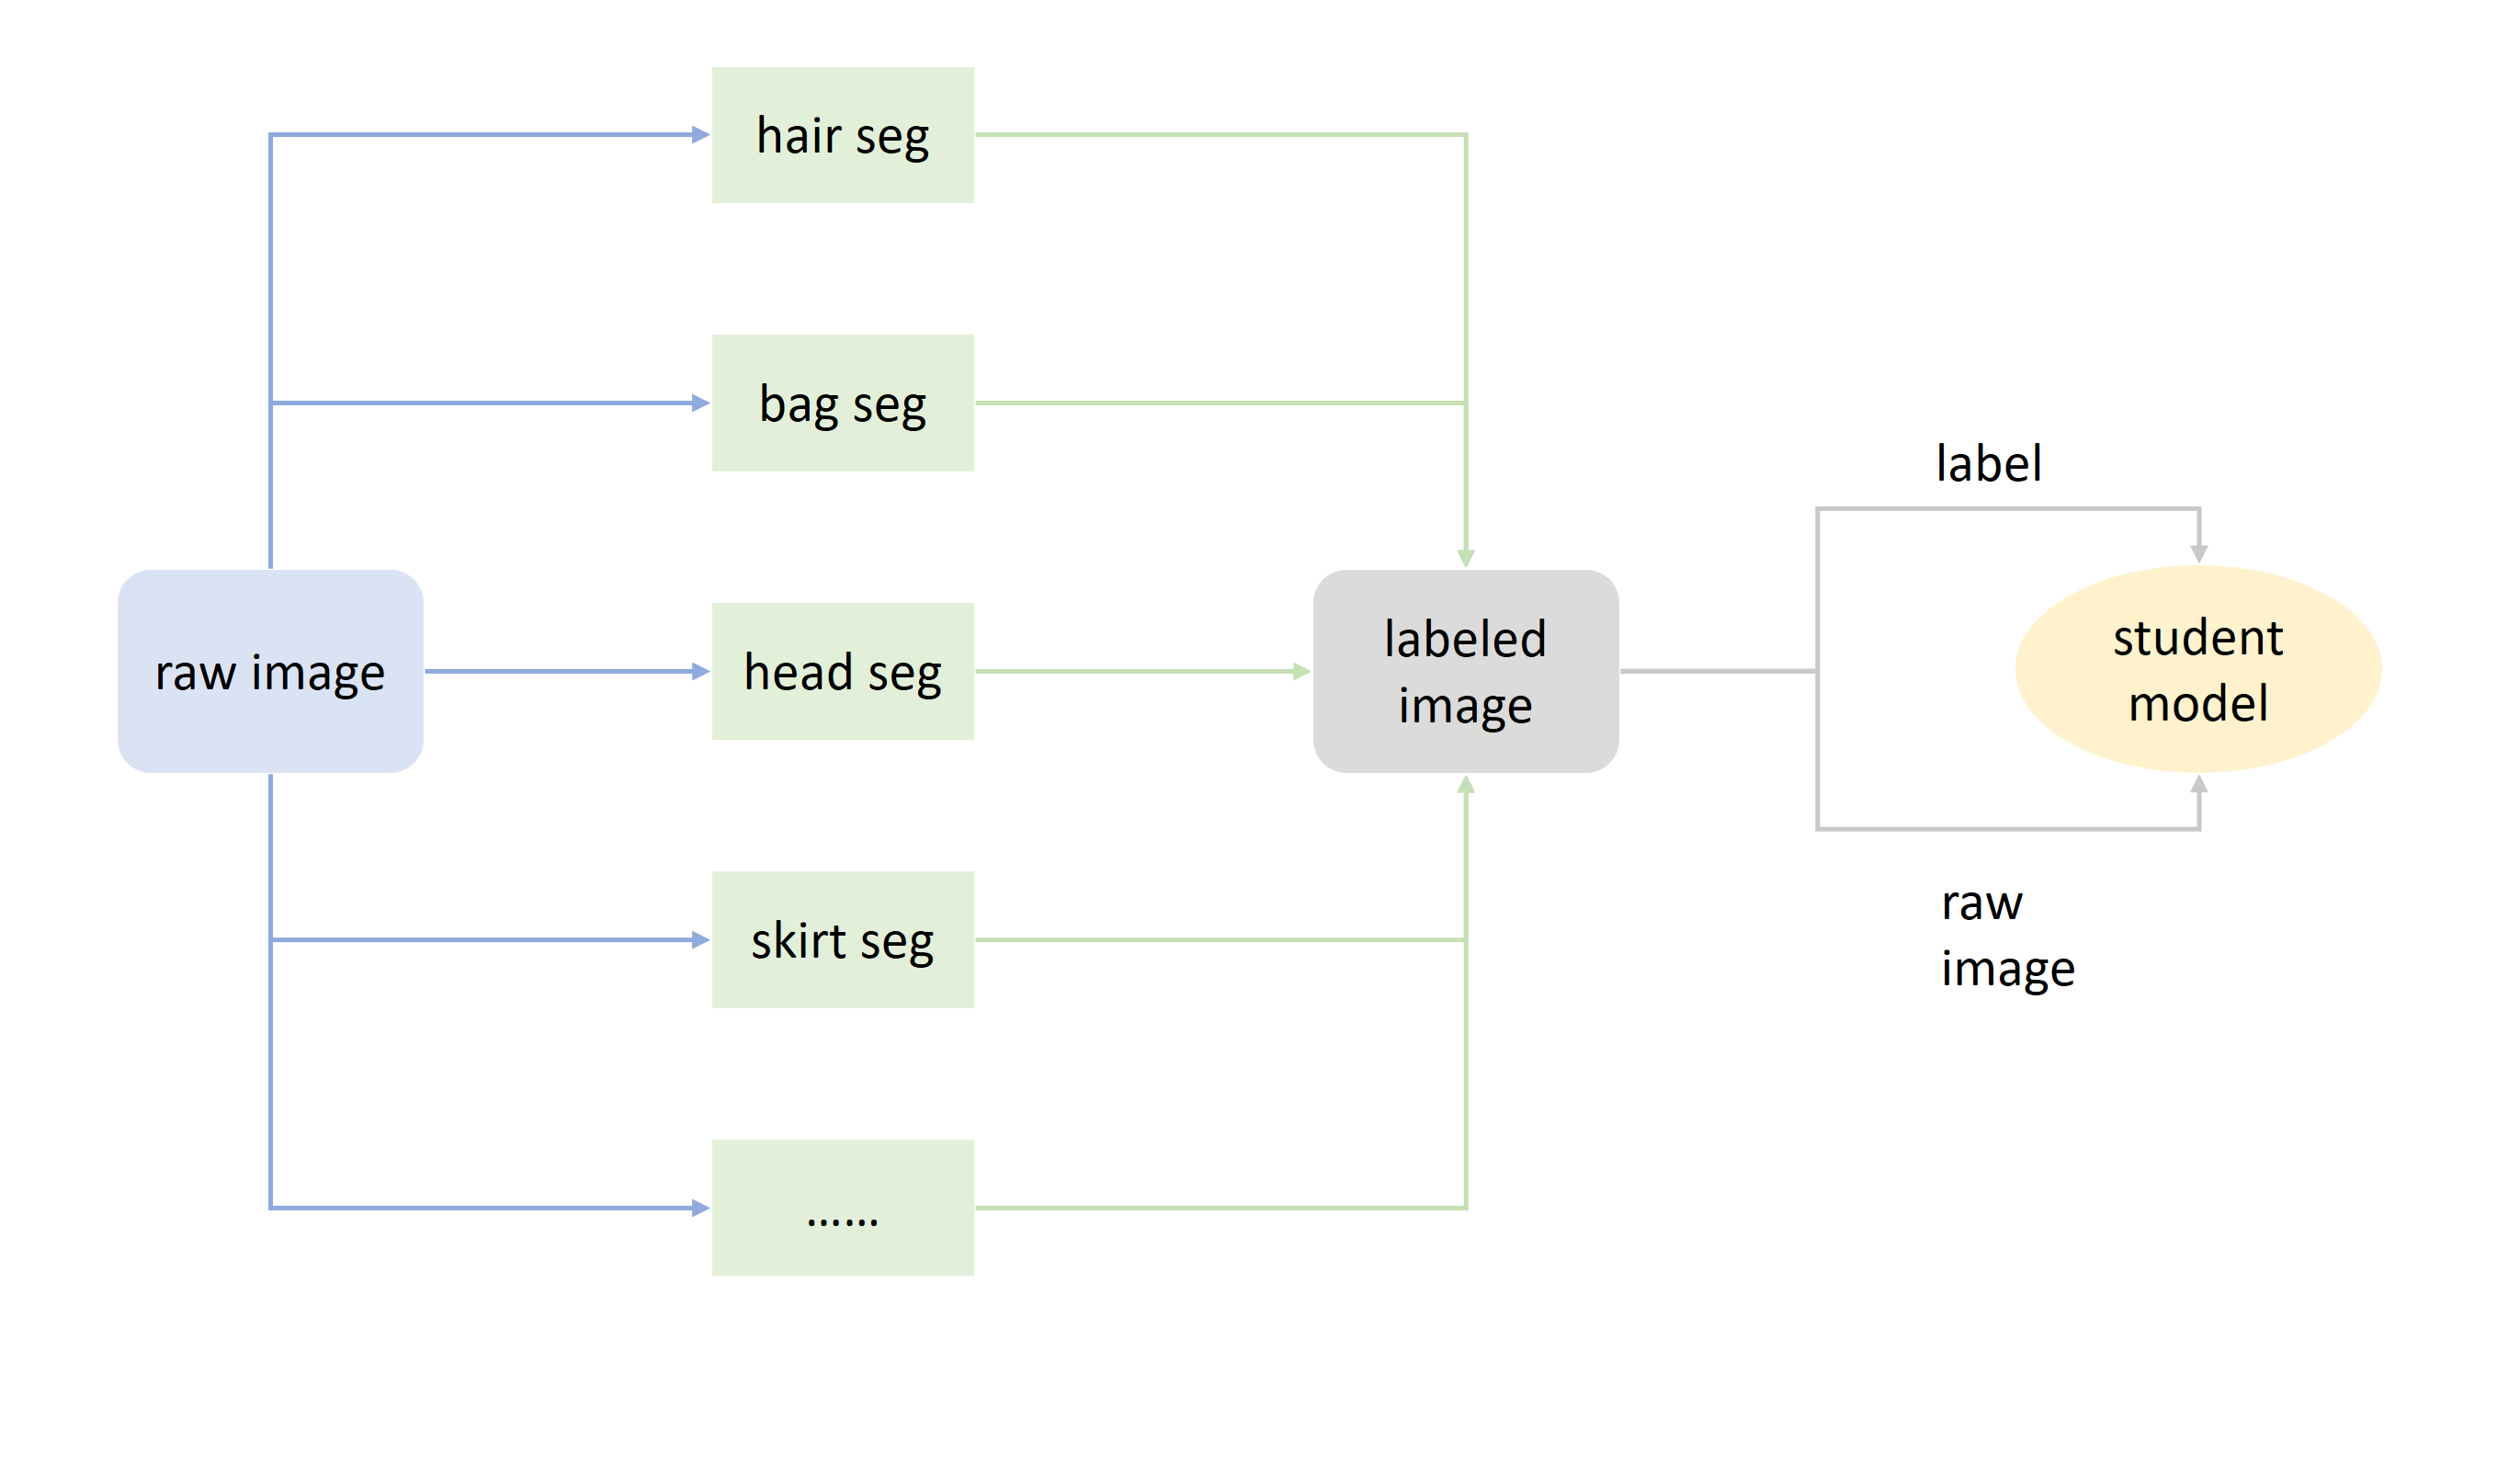 hair seg
bag seg
raw image
head seg
skirt seg
......
labeled
image
label
student
model
raw
image